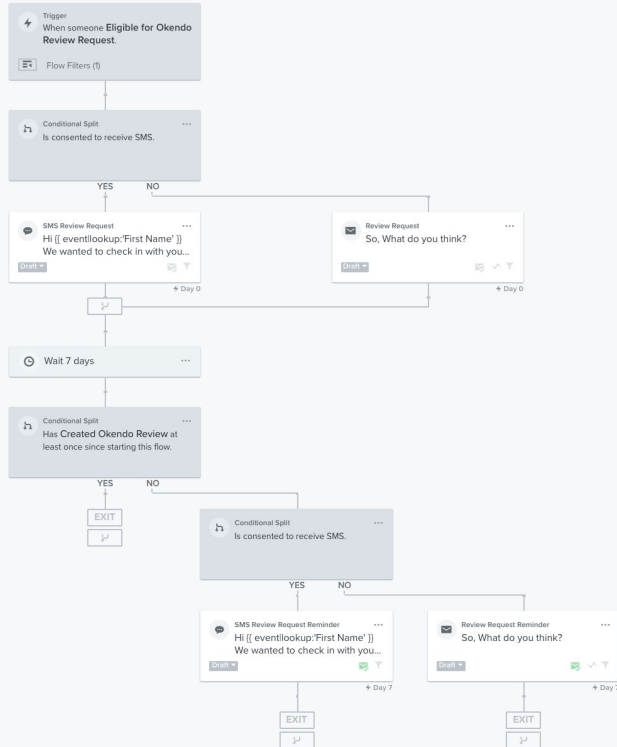 Trigger
When someone Eligible for Okendo
Review Request.
Flow Filters (1)
Conditional Split
Is consented to receive SMS.
YES NO
SMS Review Request
Hi {{ event|lookup:'First Name' }}
We wanted to check in with you...
Draft
Day 0
Review Request
So, What do you think?
Draft
Day 0
Wait 7 days
Conditional Split
Has Created Okendo Review at
least once since starting this flow.
YES NO
EXIT
Conditional Split
Is consented to receive SMS.
YES NO
SMS Review Request Reminder
Hi {{ event|lookup:'First Name' }}
We wanted to check in with you...
Draft
Day 7
Review Request Reminder
So, What do you think?
Draft
Day 7
EXIT
EXIT